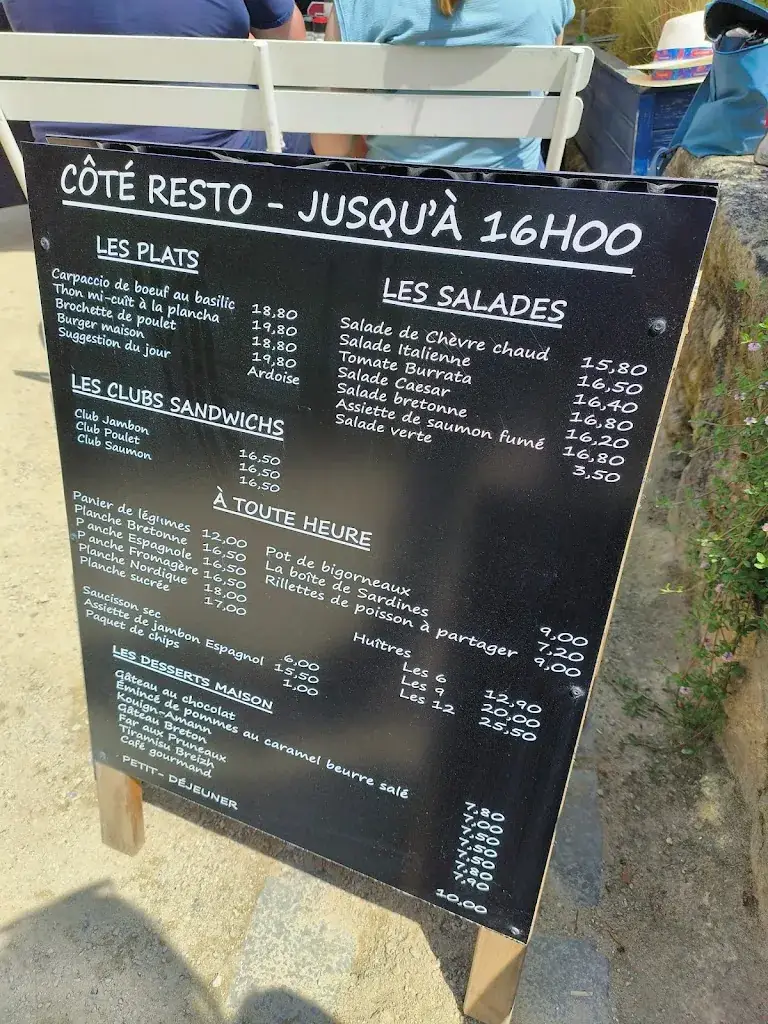 CÔTÉ RESTO - JUSQU'À 16H00
LES PLATS
Carpaccio de boeuf au basilic 18,80
Thon mi-cuît à la plancha 19,80
Brochette de poulet 18,80
Burger maison 19,80
Suggestion du jour Ardoise
LES SALADES
Salade de Chèvre chaud 15,80
Salade Italienne 16,50
Tomate Burrata 16,40
Salade Caesar 16,80
Salade bretonne 16,20
Assiette de saumon fumé 16,80
Salade verte 3,50
LES CLUBS SANDWICHS
Club Jambon 16,50
Club Poulet 16,50
Club Saumon 16,50
À TOUTE HEURE
Panier de légumes 12,00
Planche Bretonne 16,50
Planche Espagnole 16,50
Planche Fromagère 16,50
Planche Nordique 18,00
Planche sucrée 17,00
Saucisson sec 6,00
Assiette de jambon Espagnol 15,50
Paquet de chips 1,00
Pot de bigorneaux 9,00
La boîte de Sardines 7,20
Rillettes de poisson à partager 9,00
Huîtres Les 6 12,90
Les 9 20,00
Les 12 25,50
LES DESSERTS MAISON
Gâteau au chocolat 7,80
Émincé de pommes au caramel beurre salé 7,00
Kouign-Amann 7,50
Gâteau Breton 7,50
Far aux Pruneaux 7,50
Tiramisu Breizh 7,80
Café gourmand 7,90
PETIT- DÉJEUNER 10,00